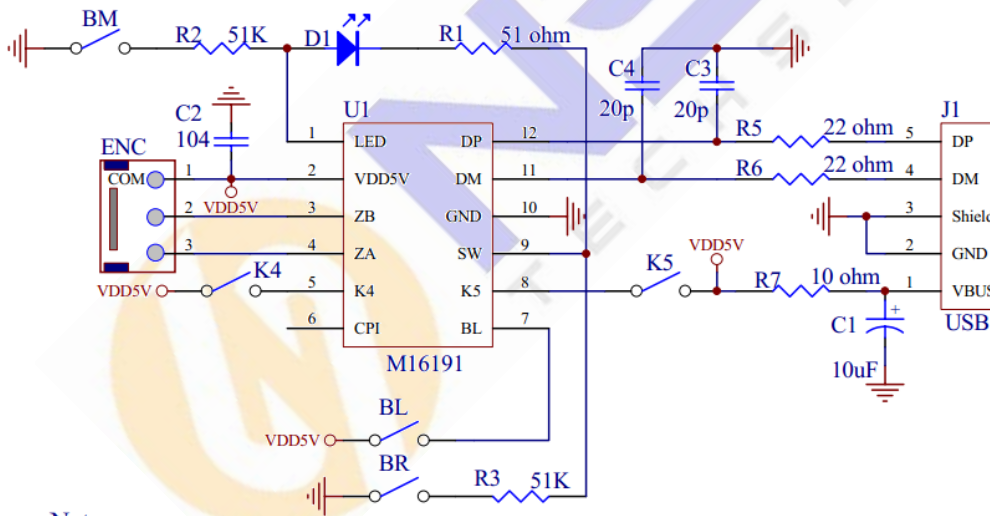 BM
R2 51K
D1
R1 51 ohm
C4
20p
C3
20p
J1
U1
C2
104
ENC
COM
1
2
3
VDD5V
1 LED
2 VDD5V
3 ZB
4 ZA
5 K4
6 CPI
DP 12
DM 11
GND 10
SW 9
K5 8
BL 7
M16191
R5 22 ohm
R6 22 ohm
5 DP
4 DM
3 Shield
2 GND
1 VBUS
USB
VDD5V
K4
K5
VDD5V
R7 10 ohm
C1
+
10uF
BL
VDD5V
BR
R3 51K